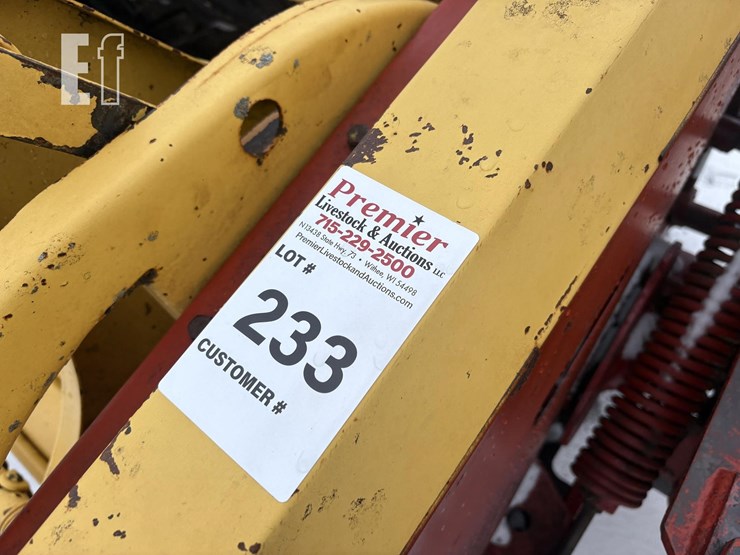 Ef
Premier
Livestock & Auctions LLC
715-229-2500
N13438 State Hwy. 73 • Withee, WI 54498
PremierLivestockandAuctions.com
LOT #
233
CUSTOMER #